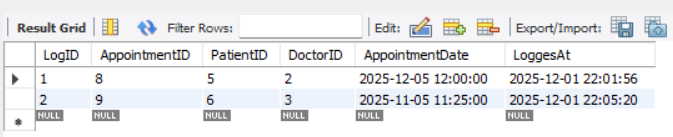 Result Grid Filter Rows: Edit: Export/Import:
LogID AppointmentID PatientID DoctorID AppointmentDate LoggesAt
1 8 5 2 2025-12-05 12:00:00 2025-12-01 22:01:56
2 9 6 3 2025-11-05 11:25:00 2025-12-01 22:05:20
NULL NULL NULL NULL NULL NULL